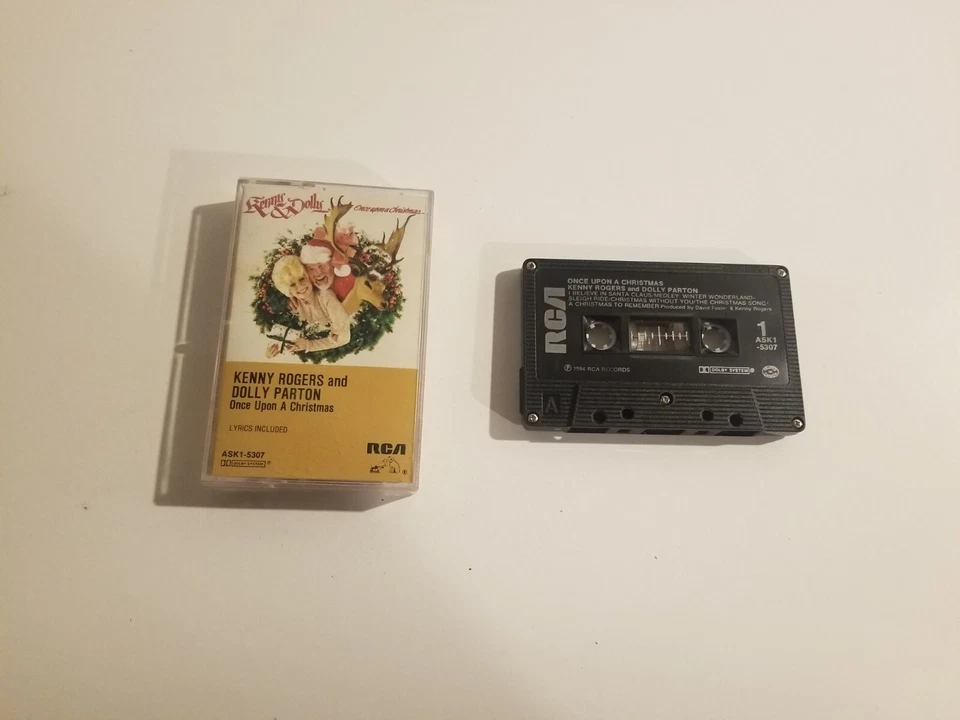 Kenny & Dolly
Once upon a Christmas
KENNY ROGERS and
DOLLY PARTON
Once Upon A Christmas
LYRICS INCLUDED
RCA
ASK1-5307
DOLBY SYSTEM ®
RCA
ONCE UPON A CHRISTMAS
KENNY ROGERS and DOLLY PARTON
I BELIEVE IN SANTA CLAUS/MEDLEY: WINTER WONDERLAND-
SLEIGH RIDE/CHRISTMAS WITHOUT YOU/THE CHRISTMAS SONG/
A CHRISTMAS TO REMEMBER Produced by David Foster & Kenny Rogers
1
ASK1
-5307
℗ 1984 RCA RECORDS
DOLBY SYSTEM ®
A